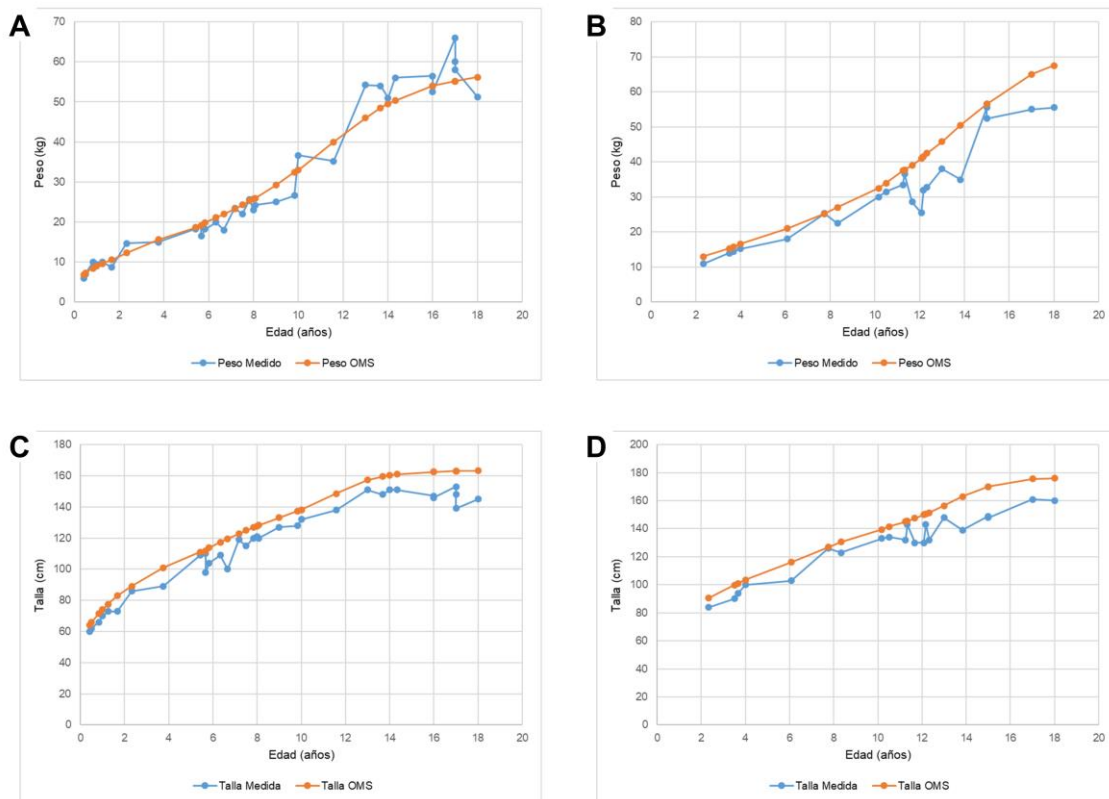 A
Peso (kg)
70
60
50
40
30
20
10
0
0 2 4 6 8 10 12 14 16 18 20
Edad (años)
Peso Medido Peso OMS
B
Peso (kg)
80
70
60
50
40
30
20
10
0
0 2 4 6 8 10 12 14 16 18 20
Edad (años)
Peso Medido Peso OMS
C
Talla (cm)
180
160
140
120
100
80
60
40
20
0
0 2 4 6 8 10 12 14 16 18 20
Edad (años)
Talla Medida Talla OMS
D
Talla (cm)
200
180
160
140
120
100
80
60
40
20
0
0 2 4 6 8 10 12 14 16 18 20
Edad (años)
Talla Medida Talla OMS